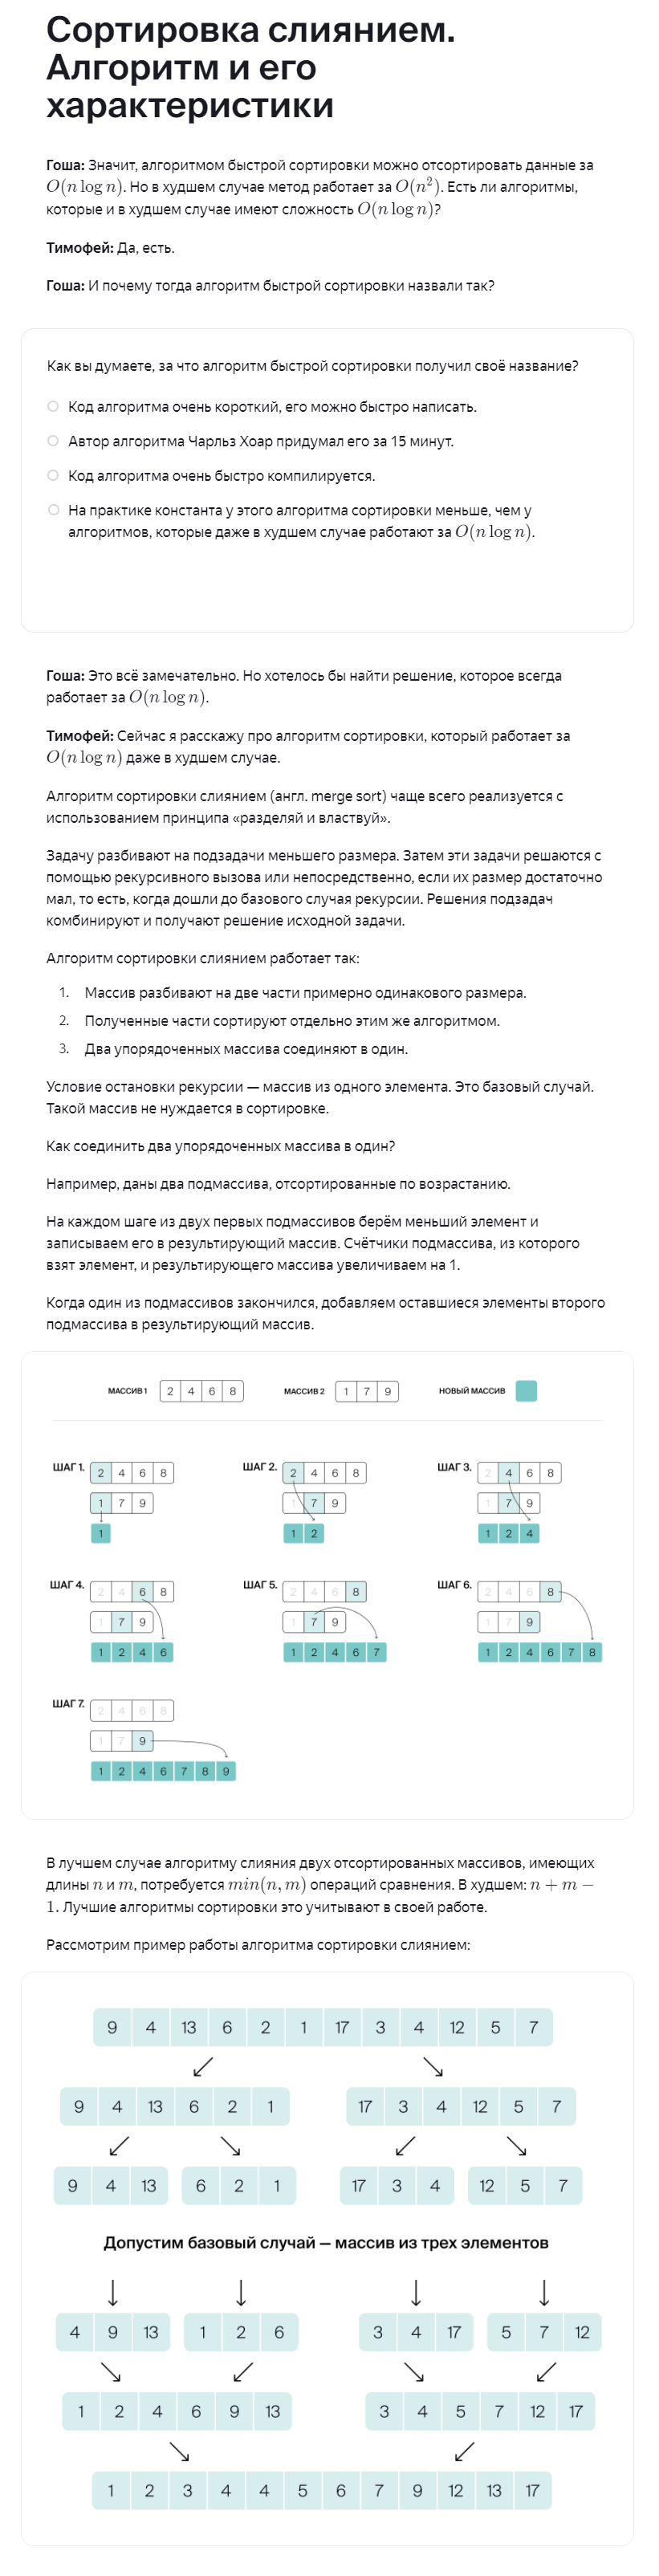 Сортировка слиянием.
Алгоритм и его
характеристики
Гоша: Значит, алгоритмом быстрой сортировки можно отсортировать данные за
O(n log n). Но в худшем случае метод работает за O(n²). Есть ли алгоритмы,
которые и в худшем случае имеют сложность O(n log n)?
Тимофей: Да, есть.
Гоша: И почему тогда алгоритм быстрой сортировки назвали так?
Как вы думаете, за что алгоритм быстрой сортировки получил своё название?
Код алгоритма очень короткий, его можно быстро написать.
Автор алгоритма Чарльз Хоар придумал его за 15 минут.
Код алгоритма очень быстро компилируется.
На практике константа у этого алгоритма сортировки меньше, чем у
алгоритмов, которые даже в худшем случае работают за O(n log n).
Гоша: Это всё замечательно. Но хотелось бы найти решение, которое всегда
работает за O(n log n).
Тимофей: Сейчас я расскажу про алгоритм сортировки, который работает за
O(n log n) даже в худшем случае.
Алгоритм сортировки слиянием (англ. merge sort) чаще всего реализуется с
использованием принципа «разделяй и властвуй».
Задачу разбивают на подзадачи меньшего размера. Затем эти задачи решаются с
помощью рекурсивного вызова или непосредственно, если их размер достаточно
мал, то есть, когда дошли до базового случая рекурсии. Решения подзадач
комбинируют и получают решение исходной задачи.
Алгоритм сортировки слиянием работает так:
1. Массив разбивают на две части примерно одинакового размера.
2. Полученные части сортируют отдельно этим же алгоритмом.
3. Два упорядоченных массива соединяют в один.
Условие остановки рекурсии — массив из одного элемента. Это базовый случай.
Такой массив не нуждается в сортировке.
Как соединить два упорядоченных массива в один?
Например, даны два подмассива, отсортированные по возрастанию.
На каждом шаге из двух первых подмассивов берём меньший элемент и
записываем его в результирующий массив. Счётчики подмассива, из которого
взят элемент, и результирующего массива увеличиваем на 1.
Когда один из подмассивов закончился, добавляем оставшиеся элементы второго
подмассива в результирующий массив.
МАССИВ 1 2 4 6 8 МАССИВ 2 1 7 9 НОВЫЙ МАССИВ
ШАГ 1. 2 4 6 8 ШАГ 2. 2 4 6 8 ШАГ 3. 2 4 6 8
1 7 9 1 7 9 1 7 9
1 1 2 1 2 4
ШАГ 4. 2 4 6 8 ШАГ 5. 2 4 6 8 ШАГ 6. 2 4 6 8
1 7 9 1 7 9 1 7 9
1 2 4 6 1 2 4 6 7 1 2 4 6 7 8
ШАГ 7. 2 4 6 8
1 7 9
1 2 4 6 7 8 9
В лучшем случае алгоритму слияния двух отсортированных массивов, имеющих
длины n и m, потребуется min(n, m) операций сравнения. В худшем: n + m −
1. Лучшие алгоритмы сортировки это учитывают в своей работе.
Рассмотрим пример работы алгоритма сортировки слиянием:
9 4 13 6 2 1 17 3 4 12 5 7
9 4 13 6 2 1 17 3 4 12 5 7
9 4 13 6 2 1 17 3 4 12 5 7
Допустим базовый случай — массив из трех элементов
4 9 13 1 2 6 3 4 17 5 7 12
1 2 4 6 9 13 3 4 5 7 12 17
1 2 3 4 4 5 6 7 9 12 13 17